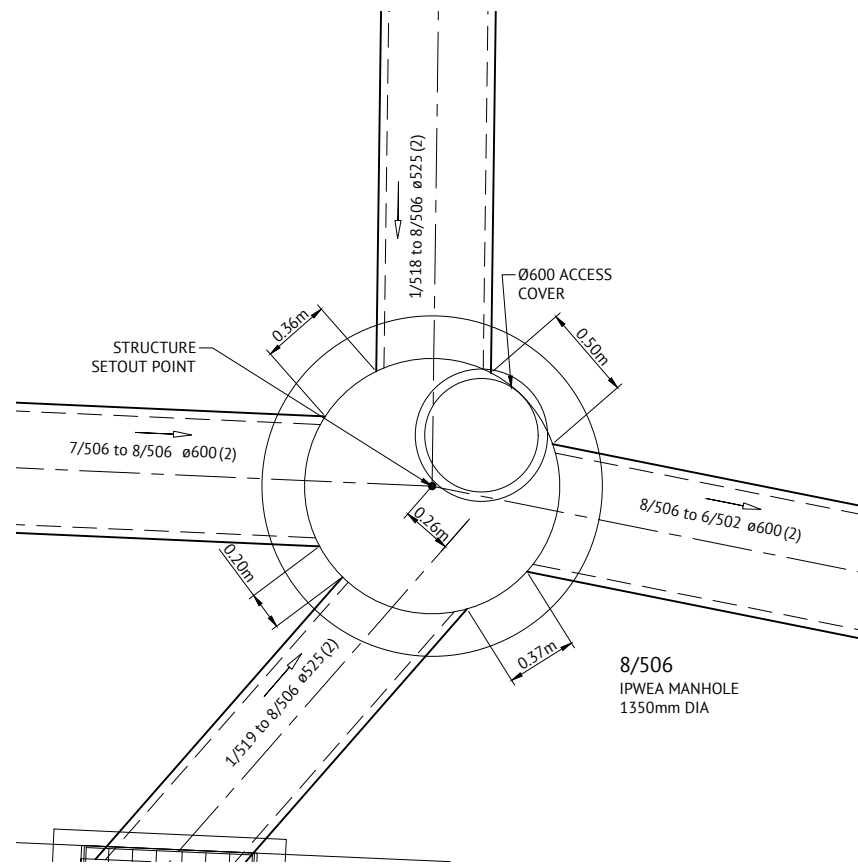 1/518 to 8/506 ø525(2)
Ø600 ACCESS
COVER
0.36m
0.50m
STRUCTURE
SETOUT POINT
7/506 to 8/506 ø600(2)
8/506 to 6/502 ø600(2)
0.26m
0.20m
0.37m
1/519 to 8/506 ø525(2)
8/506
IPWEA MANHOLE
1350mm DIA